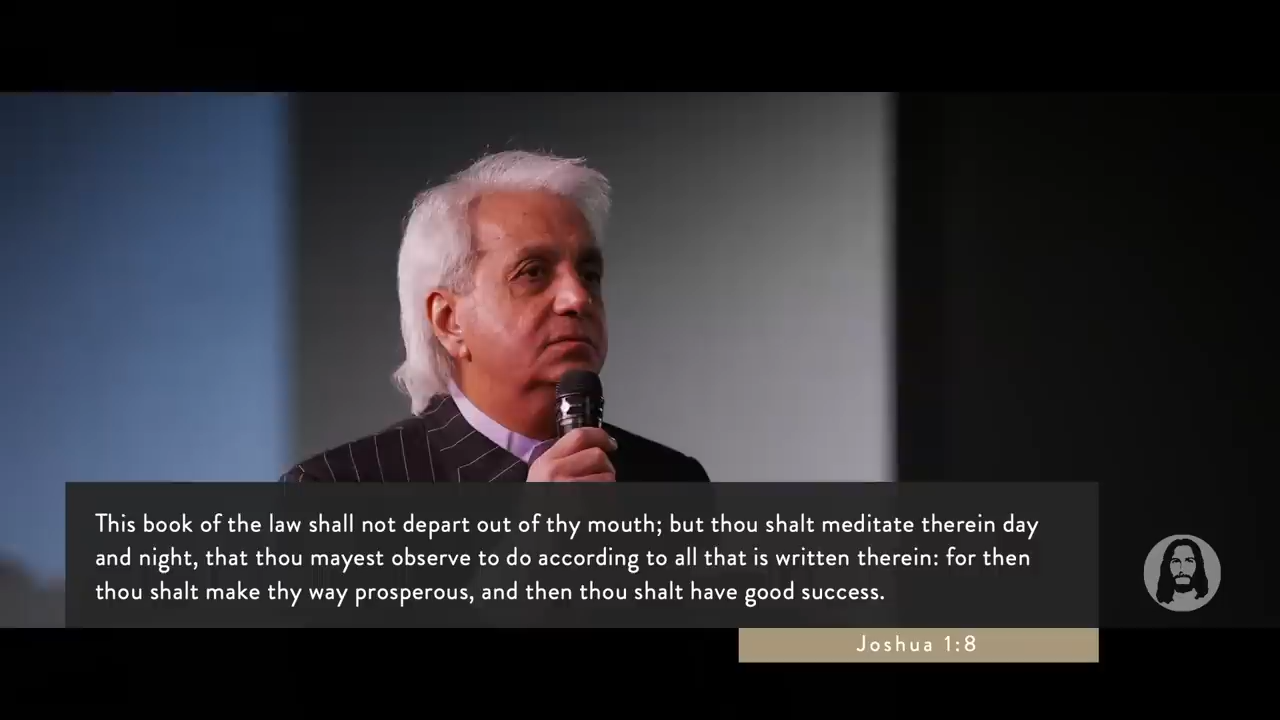 This book of the law shall not depart out of thy mouth; but thou shalt meditate therein day
and night, that thou mayest observe to do according to all that is written therein: for then
thou shalt make thy way prosperous, and then thou shalt have good success.
Joshua 1:8